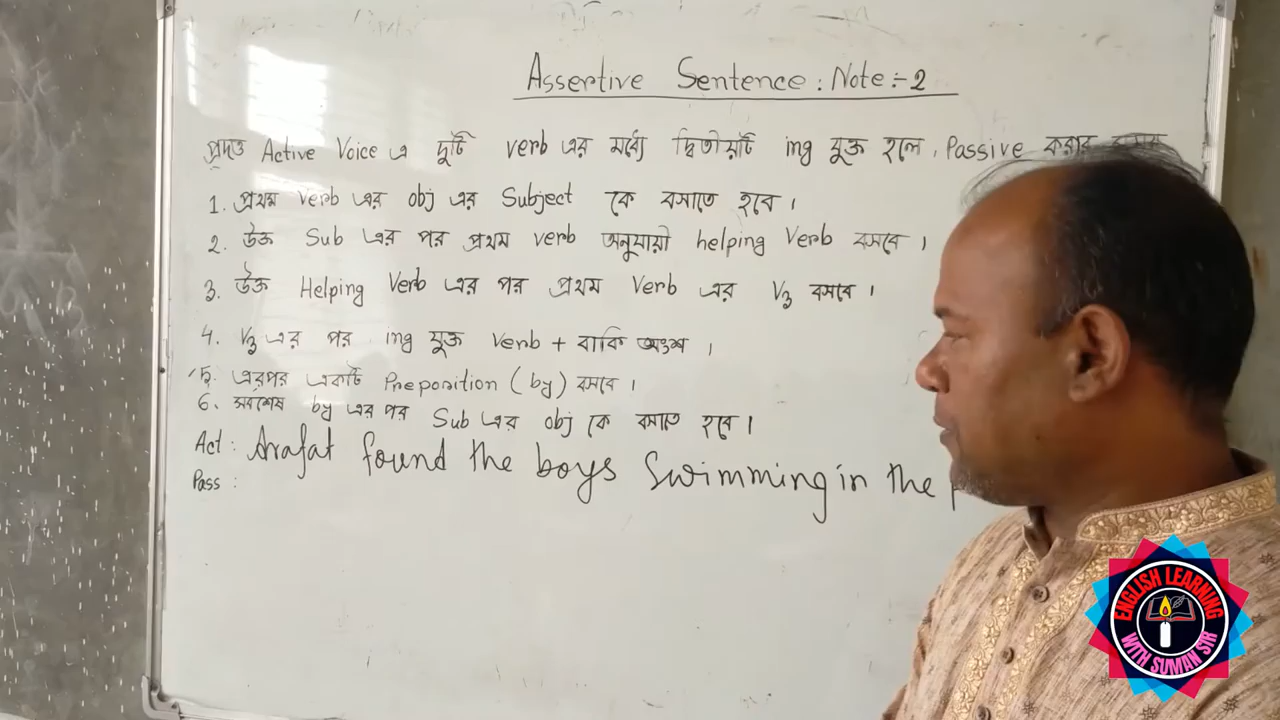 Assertive Sentence : Note :- 2
প্রদত্ত Active Voice এ দুটি verb এর মধ্যে দ্বিতীয়টি ing যুক্ত হলে, Passive করার সময়
1. প্রথম verb এর obj এর Subject কে বসাতে হবে।
2. উক্ত Sub এর পর প্রথম verb অনুযায়ী helping Verb বসবে।
3. উক্ত Helping Verb এর পর প্রথম Verb এর V3 বসবে।
4. V3 এর পর ing যুক্ত verb + বাকি অংশ।
5. এরপর একটি Preposition (by) বসবে।
6. সবশেষ by এর পর Sub এর obj কে বসাতে হবে।
Act : Arafat found the boys Swimming in the
Pass :
ENGLISH LEARNING
WITH SUMAN SIR